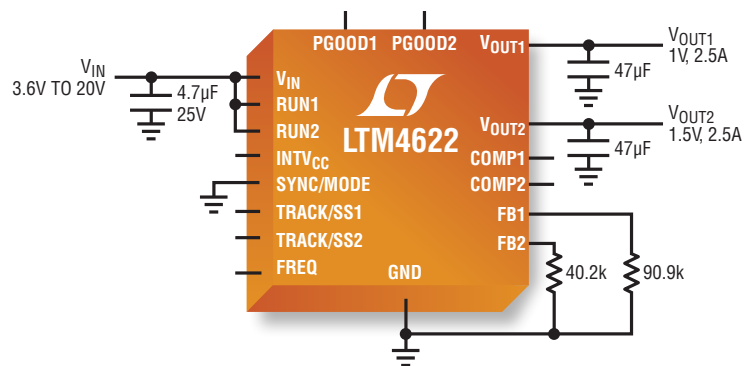 PGOOD1 PGOOD2
VIN
3.6V TO 20V
4.7µF
25V
VIN
RUN1
RUN2
INTVCC
SYNC/MODE
TRACK/SS1
TRACK/SS2
FREQ
LTM4622
GND
VOUT1
VOUT2
COMP1
COMP2
FB1
FB2
47µF
VOUT1
1V, 2.5A
47µF
VOUT2
1.5V, 2.5A
40.2k
90.9k